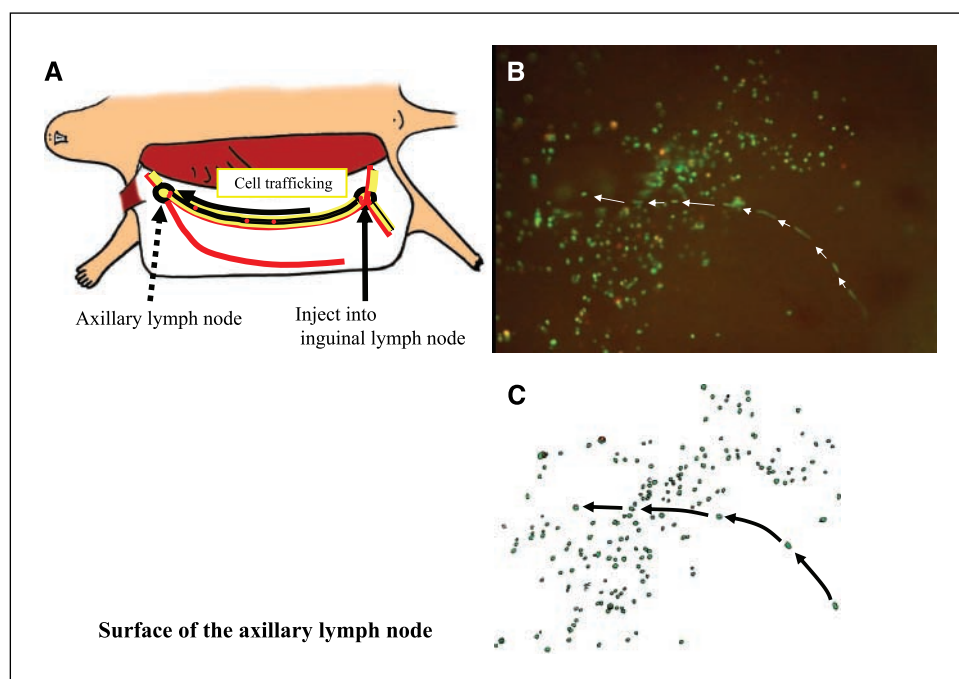 A
Cell trafficking
Axillary lymph node
Inject into
inguinal lymph node
B
C
Surface of the axillary lymph node